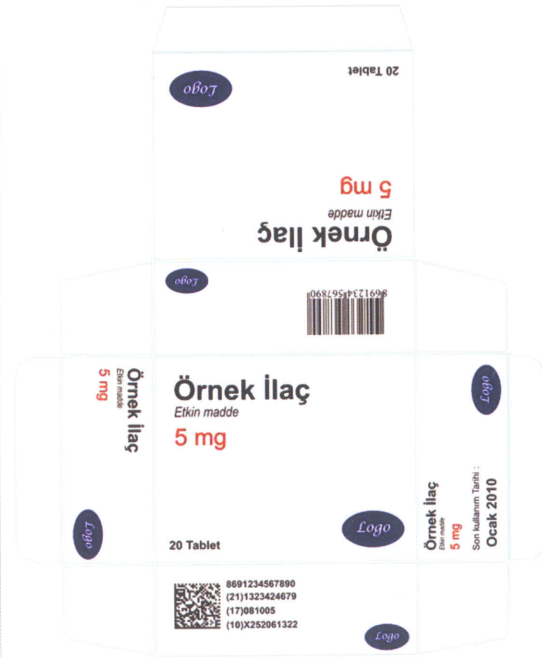 20 Tablet
Logo
5 mg
Etkin madde
Örnek İlaç
Logo
8691234567890
Örnek İlaç
Etkin madde
5 mg
Logo
Örnek İlaç
Etkin madde
5 mg
20 Tablet
Logo
Logo
Örnek İlaç
Etkin madde
5 mg
Son kullanım Tarihi :
Ocak 2010
8691234567890
(21)1323424679
(17)081005
(10)X252061322
Logo